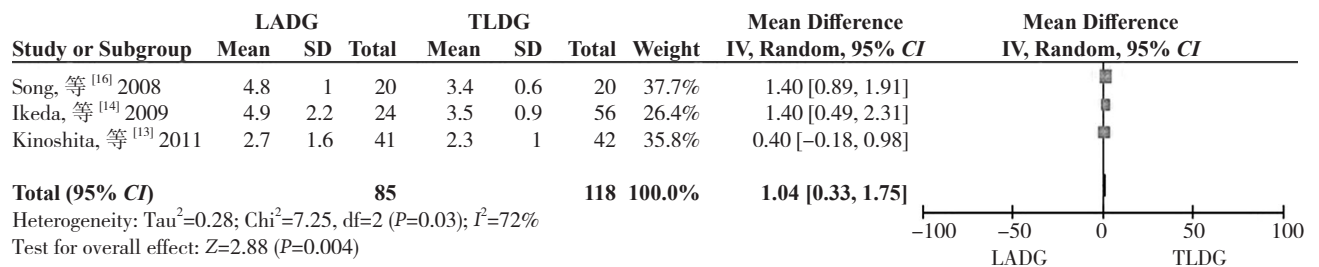 LADG TLDG Mean Difference Mean Difference
Study or Subgroup Mean SD Total Mean SD Total Weight IV, Random, 95% CI IV, Random, 95% CI
Song, 等 [16] 2008 4.8 1 20 3.4 0.6 20 37.7% 1.40 [0.89, 1.91]
Ikeda, 等 [14] 2009 4.9 2.2 24 3.5 0.9 56 26.4% 1.40 [0.49, 2.31]
Kinoshita, 等 [13] 2011 2.7 1.6 41 2.3 1 42 35.8% 0.40 [−0.18, 0.98]
Total (95% CI) 85 118 100.0% 1.04 [0.33, 1.75]
Heterogeneity: Tau²=0.28; Chi²=7.25, df=2 (P=0.03); I²=72%
Test for overall effect: Z=2.88 (P=0.004)
−100 −50 0 50 100
LADG TLDG